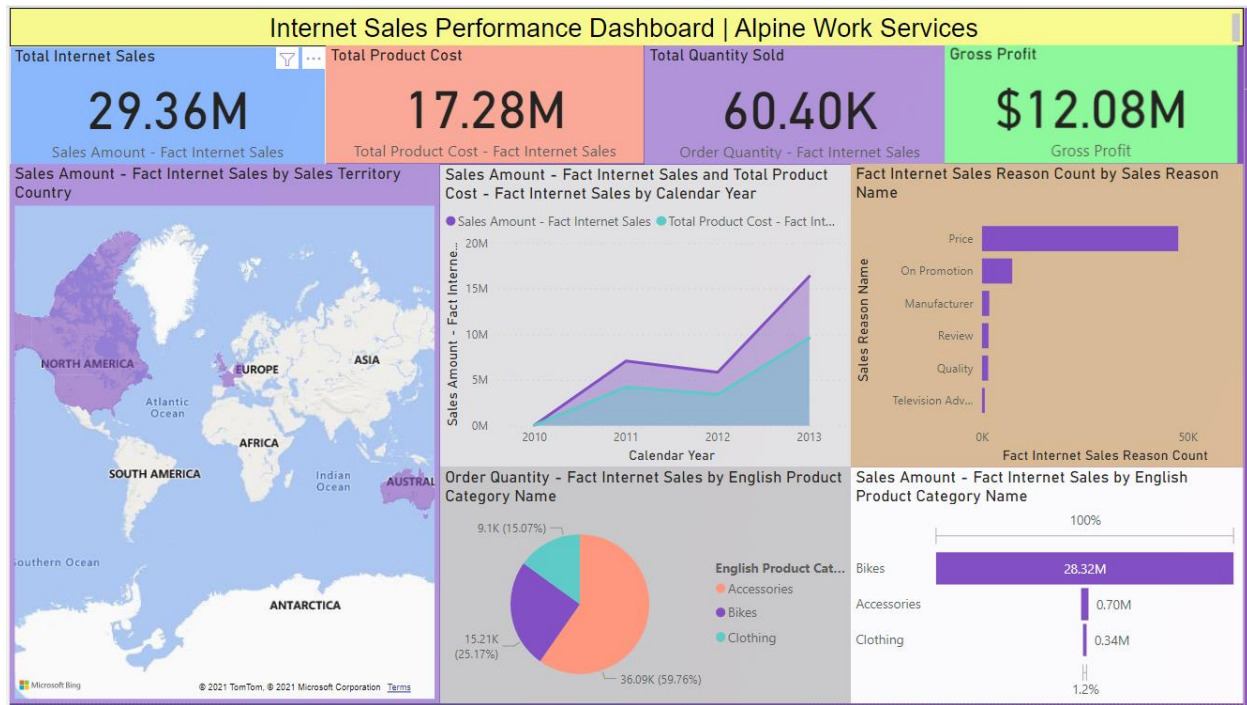 Internet Sales Performance Dashboard | Alpine Work Services
Total Internet Sales
29.36M
Sales Amount - Fact Internet Sales
Total Product Cost
17.28M
Total Product Cost - Fact Internet Sales
Total Quantity Sold
60.40K
Order Quantity - Fact Internet Sales
Gross Profit
$12.08M
Gross Profit
Sales Amount - Fact Internet Sales by Sales Territory
Country
NORTH AMERICA
EUROPE
ASIA
Atlantic
Ocean
AFRICA
SOUTH AMERICA
Indian
Ocean
AUSTRAL
Southern Ocean
ANTARCTICA
Microsoft Bing
© 2021 TomTom, © 2021 Microsoft Corporation Terms
Sales Amount - Fact Internet Sales and Total Product
Cost - Fact Internet Sales by Calendar Year
Sales Amount - Fact Internet Sales
Total Product Cost - Fact Int...
Sales Amount - Fact Interne...
20M
15M
10M
5M
0M
2010
2011
2012
2013
Calendar Year
Fact Internet Sales Reason Count by Sales Reason
Name
Sales Reason Name
Price
On Promotion
Manufacturer
Review
Quality
Television Adv...
0K
50K
Fact Internet Sales Reason Count
Order Quantity - Fact Internet Sales by English Product
Category Name
9.1K (15.07%)
15.21K
(25.17%)
36.09K (59.76%)
English Product Cat...
Accessories
Bikes
Clothing
Sales Amount - Fact Internet Sales by English
Product Category Name
100%
Bikes
28.32M
Accessories
0.70M
Clothing
0.34M
1.2%